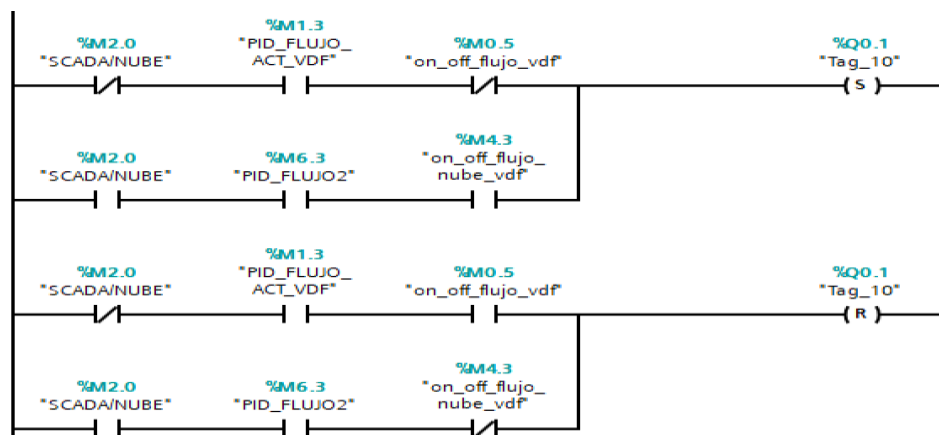 %M2.0
"SCADA/NUBE"
%M1.3
"PID_FLUJO_
ACT_VDF"
%M0.5
"on_off_flujo_vdf"
%Q0.1
"Tag_10"
S
%M2.0
"SCADA/NUBE"
%M6.3
"PID_FLUJO2"
%M4.3
"on_off_flujo_
nube_vdf"
%M2.0
"SCADA/NUBE"
%M1.3
"PID_FLUJO_
ACT_VDF"
%M0.5
"on_off_flujo_vdf"
%Q0.1
"Tag_10"
R
%M2.0
"SCADA/NUBE"
%M6.3
"PID_FLUJO2"
%M4.3
"on_off_flujo_
nube_vdf"